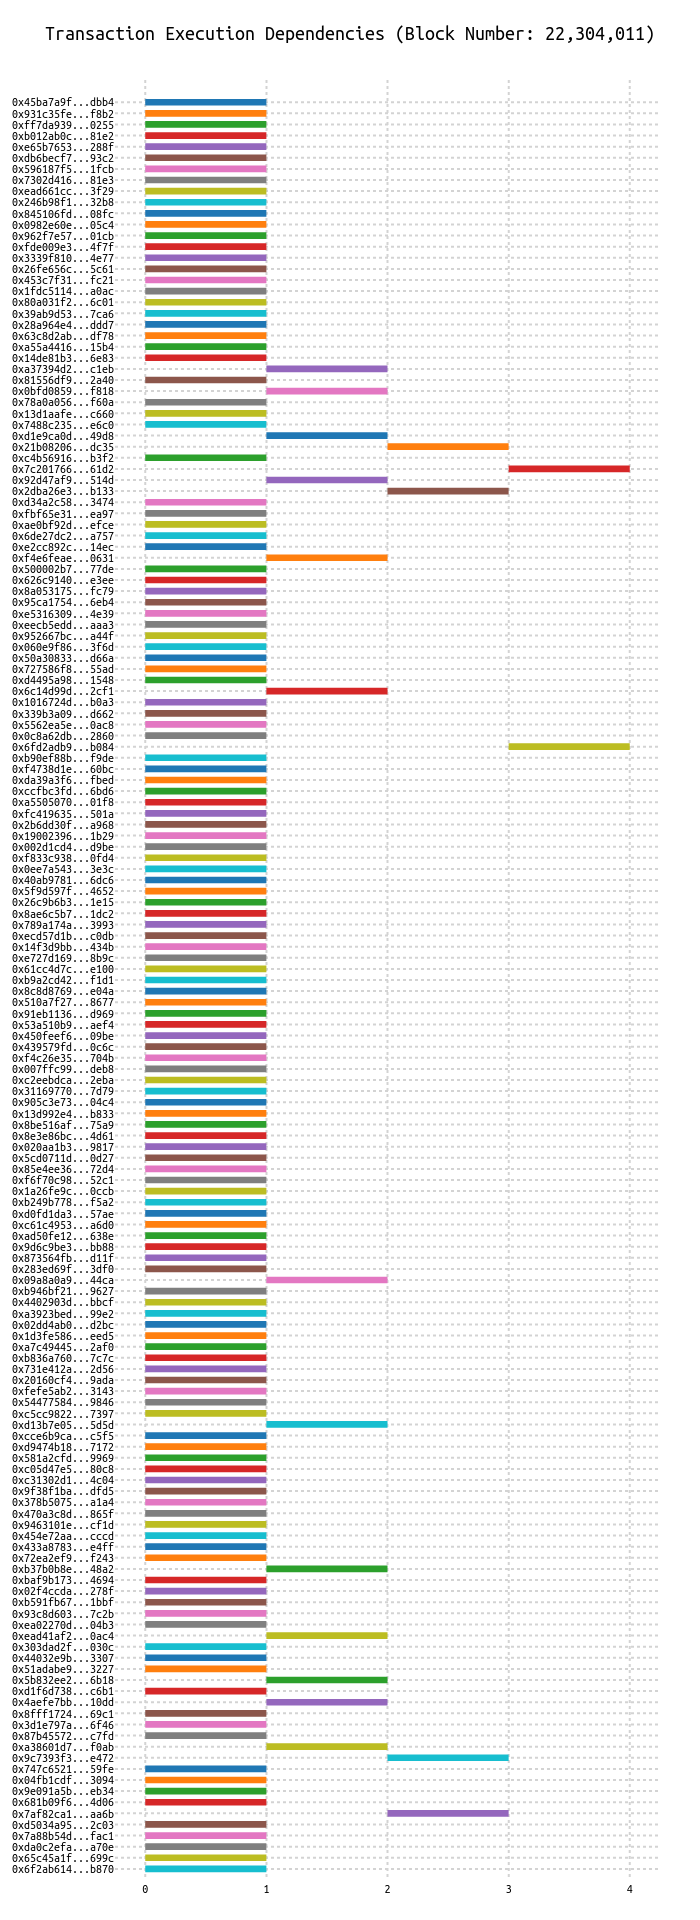 Transaction Execution Dependencies (Block Number: 22,304,011)
0x45ba7a9f...dbb4
0x931c35fe...f8b2
0xff7da939...0255
0xb012ab0c...81e2
0xe65b7653...288f
0xdb6becf7...93c2
0x596187f5...1fcb
0x7302d416...81e3
0xead661cc...3f29
0x246b98f1...32b8
0x845106fd...08fc
0x0982e60e...05c4
0x962f7e57...01cb
0xfde009e3...4f7f
0x3339f810...4e77
0x26fe656c...5c61
0x453c7f31...fc21
0x1fdc5114...a0ac
0x80a031f2...6c01
0x39ab9d53...7ca6
0x28a964e4...ddd7
0x63c8d2ab...df78
0xa55a4416...15b4
0x14de81b3...6e83
0xa37394d2...c1eb
0x81556df9...2a40
0x0bfd0859...f818
0x78a0a056...f60a
0x13d1aafe...c660
0x7488c235...e6c0
0xd1e9ca0d...49d8
0x21b08206...dc35
0xc4b56916...b3f2
0x7c201766...61d2
0x92d47af9...514d
0x2dba26e3...b133
0xd34a2c58...3474
0xfbf65e31...ea97
0xae0bf92d...efce
0x6de27dc2...a757
0xe2cc892c...14ec
0xf4e6feae...0631
0x500002b7...77de
0x626c9140...e3ee
0x8a053175...fc79
0x95ca1754...6eb4
0xe5316309...4e39
0xeecb5edd...aaa3
0x952667bc...a44f
0x060e9f86...3f6d
0x50a30833...d66a
0x727586f8...55ad
0xd4495a98...1548
0x6c14d99d...2cf1
0x1016724d...b0a3
0x339b3a09...d662
0x5562ea5e...0ac8
0x0c8a62db...2860
0x6fd2adb9...b084
0xb90ef88b...f9de
0xf4738d1e...60bc
0xda39a3f6...fbed
0xccfbc3fd...6bd6
0xa5505070...01f8
0xfc419635...501a
0x2b6dd30f...a968
0x19002396...1b29
0x002d1cd4...d9be
0xf833c938...0fd4
0x0ee7a543...3e3c
0x40ab9781...6dc6
0x5f9d597f...4652
0x26c9b6b3...1e15
0x8ae6c5b7...1dc2
0x789a174a...3993
0xecd57d1b...c0db
0x14f3d9bb...434b
0xe727d169...8b9c
0x61cc4d7c...e100
0xb9a2cd42...f1d1
0x8c8d8769...e04a
0x510a7f27...8677
0x91eb1136...d969
0x53a510b9...aef4
0x450feef6...09be
0x439579fd...0c6c
0xf4c26e35...704b
0x007ffc99...deb8
0xc2eebdca...2eba
0x31169770...7d79
0x905c3e73...04c4
0x13d992e4...b833
0x8be516af...75a9
0x8e3e86bc...4d61
0x020aa1b3...9817
0x5cd0711d...0d27
0x85e4ee36...72d4
0xf6f70c98...52c1
0x1a26fe9c...0ccb
0xb249b778...f5a2
0xd0fd1da3...57ae
0xc61c4953...a6d0
0xad50fe12...638e
0x9d6c9be3...bb88
0x873564fb...d11f
0x283ed69f...3df0
0x09a8a0a9...44ca
0xb946bf21...9627
0x4402903d...bbcf
0xa3923bed...99e2
0x02dd4ab0...d2bc
0x1d3fe586...eed5
0xa7c49445...2af0
0xb836a760...7c7c
0x731e412a...2d56
0x20160cf4...9ada
0xfefe5ab2...3143
0x54477584...9846
0xc5cc9822...7397
0xd13b7e05...5d5d
0xcce6b9ca...c5f5
0xd9474b18...7172
0x581a2cfd...9969
0xc05d47e5...80c8
0xc31302d1...4c04
0x9f38f1ba...dfd5
0x378b5075...a1a4
0x470a3c8d...865f
0x9463101e...cf1d
0x454e72aa...cccd
0x433a8783...e4ff
0x72ea2ef9...f243
0xb37b0b8e...48a2
0xbaf9b173...4694
0x02f4ccda...278f
0xb591fb67...1bbf
0x93c8d603...7c2b
0xea02270d...04b3
0xead41af2...0ac4
0x303dad2f...030c
0x44032e9b...3307
0x51adabe9...3227
0x5b832ee2...6b18
0xd1f6d738...c6b1
0x4aefe7bb...10dd
0x8fff1724...69c1
0x3d1e797a...6f46
0x87b45572...c7fd
0xa38601d7...f0ab
0x9c7393f3...e472
0x747c6521...59fe
0x04fb1cdf...3094
0x9e091a5b...eb34
0x681b09f6...4d06
0x7af82ca1...aa6b
0xd5034a95...2c03
0x7a88b54d...fac1
0xda0c2efa...a70e
0x65c45a1f...699c
0x6f2ab614...b870
0 1 2 3 4